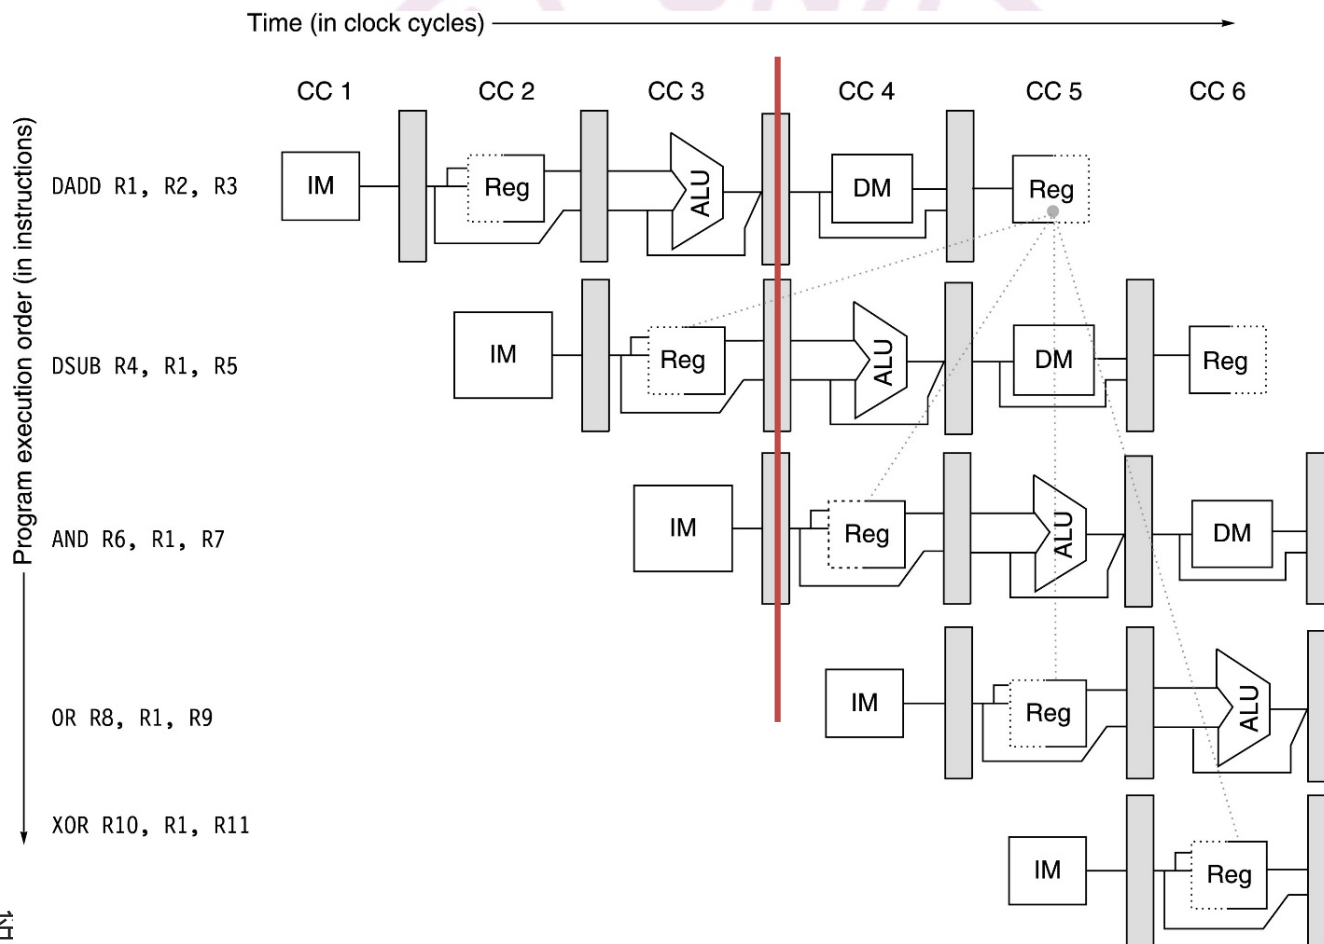 Time (in clock cycles)
CC 1 CC 2 CC 3 CC 4 CC 5 CC 6
Program execution order (in instructions)
DADD R1, R2, R3 IM Reg ALU DM Reg
DSUB R4, R1, R5 IM Reg ALU DM Reg
AND R6, R1, R7 IM Reg ALU DM
OR R8, R1, R9 IM Reg ALU
XOR R10, R1, R11
IM Reg